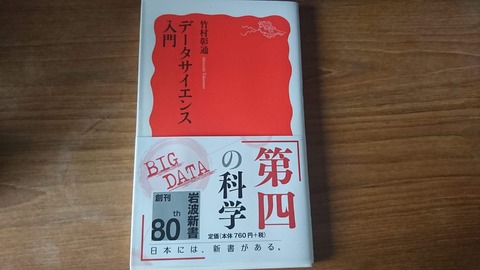 竹村彰通
Akimichi Takemura
データサイエンス
入門
「第四
の科学
BIG
DATA
創刊
80th
岩波新書
定価(本体760円+税)
日本には、新書がある。